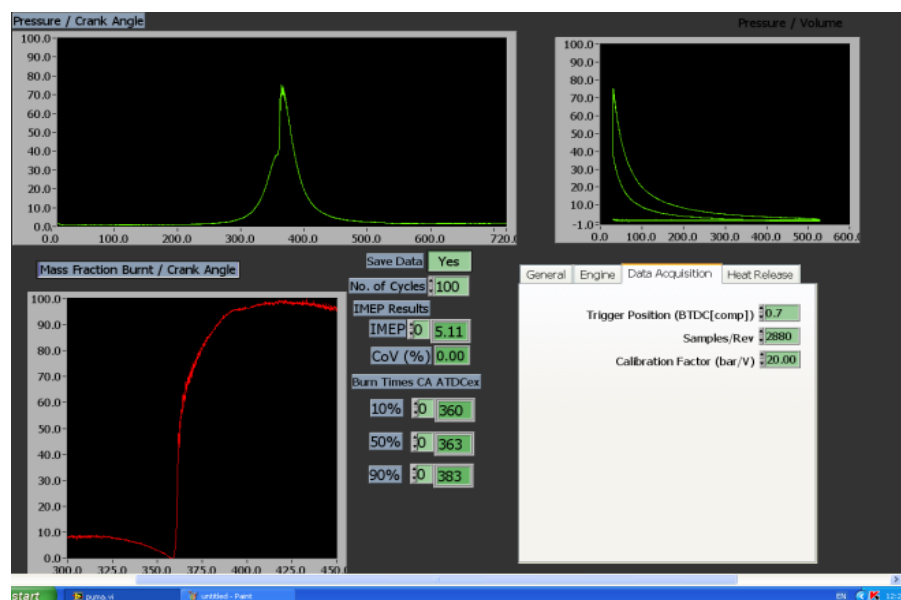 Pressure / Crank Angle
100.0
90.0
80.0
70.0
60.0
50.0
40.0
30.0
20.0
10.0
0.0
0.0 100.0 200.0 300.0 400.0 500.0 600.0 720.0
Pressure / Volume
100.0
90.0
80.0
70.0
60.0
50.0
40.0
30.0
20.0
10.0
-1.0
0.0 100.0 200.0 300.0 400.0 500.0 600.0
Mass Fraction Burnt / Crank Angle
100.0
90.0
80.0
70.0
60.0
50.0
40.0
30.0
20.0
10.0
0.0
300.0 325.0 350.0 375.0 400.0 425.0 450.0
Save Data Yes
No. of Cycles 100
IMEP Results
IMEP 0 5.11
CoV (%) 0.00
Burn Times CA ATDCex
10% 0 360
50% 0 363
90% 0 383
General Engine Data Acquisition Heat Release
Trigger Position (BTDC[comp]) 0.7
Samples/Rev 2880
Calibration Factor (bar/V) 20.00
start puma.vi untitled - Paint EN K